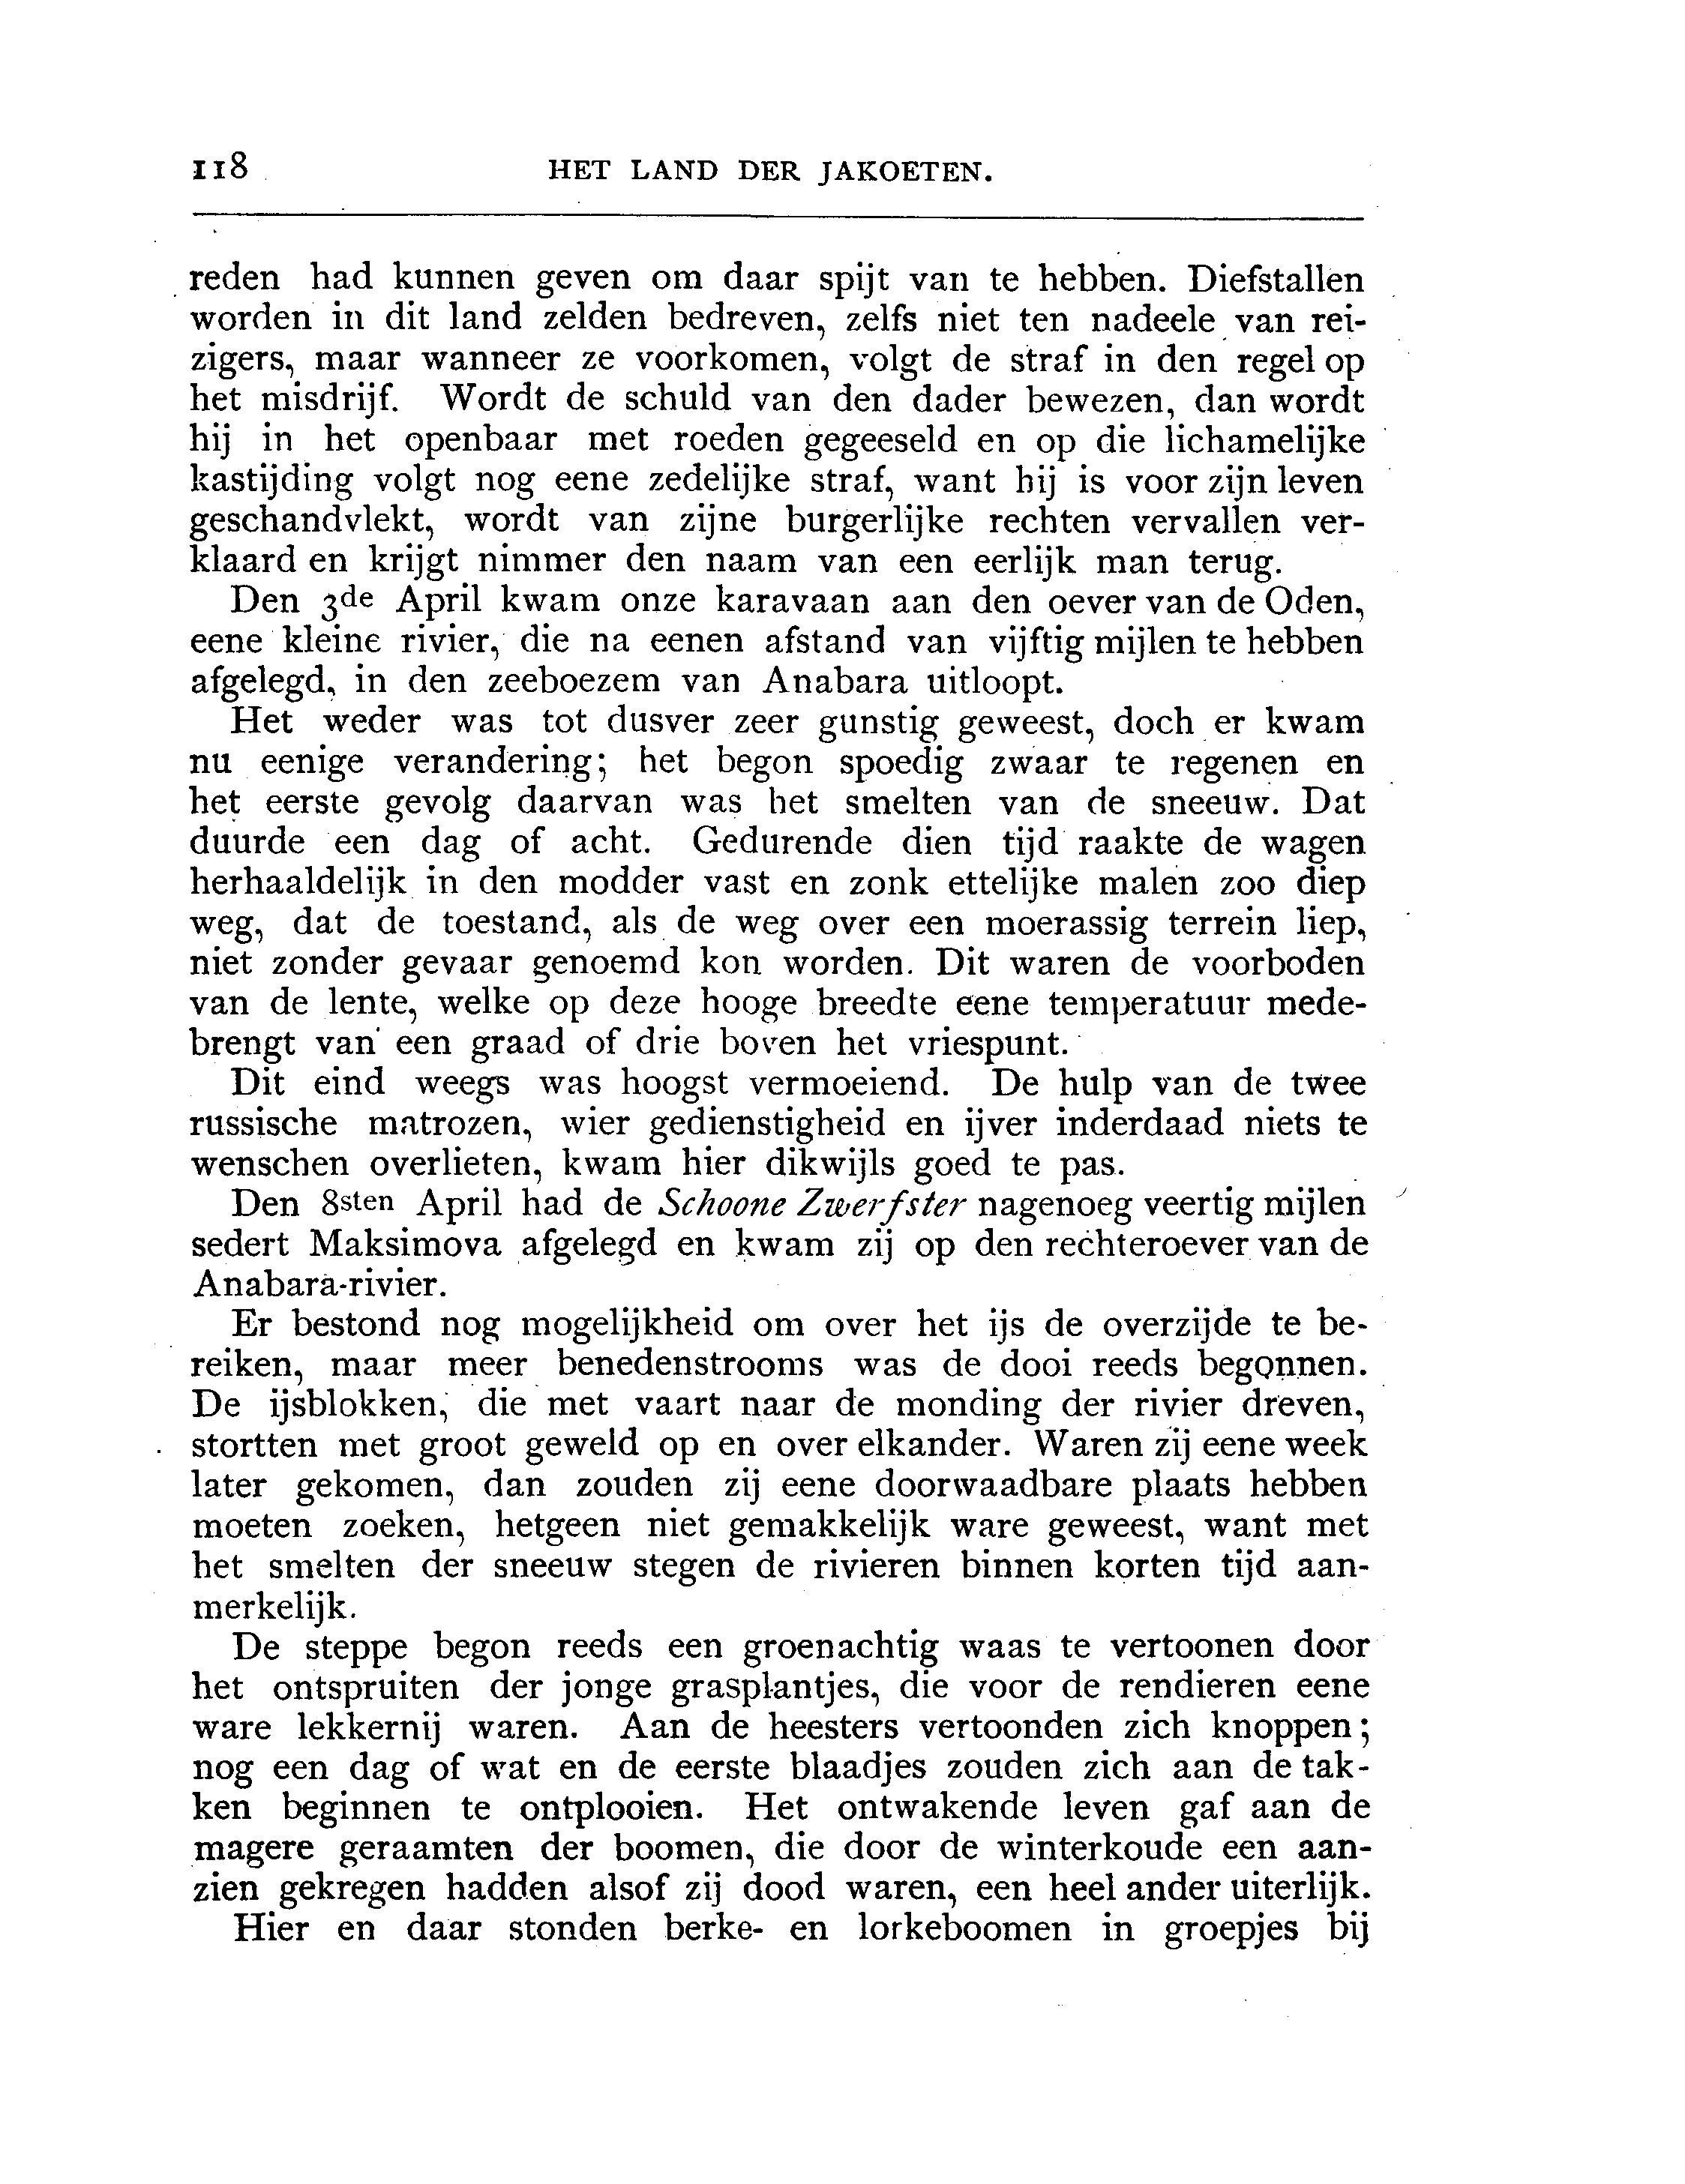 118 HET LAND DER JAKOETEN.
reden had kunnen geven om daar spijt van te hebben. Diefstallen
worden in dit land zelden bedreven, zelfs niet ten nadeele van rei-
zigers, maar wanneer ze voorkomen, volgt de straf in den regel op
het misdrijf. Wordt de schuld van den dader bewezen, dan wordt
hij in het openbaar met roeden gegeeseld en op die lichamelijke
kastijding volgt nog eene zedelijke straf, want hij is voor zijn leven
geschandvlekt, wordt van zijne burgerlijke rechten vervallen ver-
klaard en krijgt nimmer den naam van een eerlijk man terug.
Den 3de April kwam onze karavaan aan den oever van de Oden,
eene kleine rivier, die na eenen afstand van vijftig mijlen te hebben
afgelegd, in den zeeboezem van Anabara uitloopt.
Het weder was tot dusver zeer gunstig geweest, doch er kwam
nu eenige verandering; het begon spoedig zwaar te regenen en
het eerste gevolg daarvan was het smelten van de sneeuw. Dat
duurde een dag of acht. Gedurende dien tijd raakte de wagen
herhaaldelijk in den modder vast en zonk ettelijke malen zoo diep
weg, dat de toestand, als de weg over een moerassig terrein liep,
niet zonder gevaar genoemd kon worden. Dit waren de voorboden
van de lente, welke op deze hooge breedte eene temperatuur mede-
brengt van een graad of drie boven het vriespunt.
Dit eind weegs was hoogst vermoeiend. De hulp van de twee
russische matrozen, wier gedienstigheid en ijver inderdaad niets te
wenschen overlieten, kwam hier dikwijls goed te pas.
Den 8sten April had de Schoone Zwerfster nagenoeg veertig mijlen
sedert Maksimova afgelegd en kwam zij op den rechteroever van de
Anabara-rivier.
Er bestond nog mogelijkheid om over het ijs de overzijde te be-
reiken, maar meer benedenstrooms was de dooi reeds begonnen.
De ijsblokken, die met vaart naar de monding der rivier dreven,
stortten met groot geweld op en over elkander. Waren zij eene week
later gekomen, dan zouden zij eene doorwaadbare plaats hebben
moeten zoeken, hetgeen niet gemakkelijk ware geweest, want met
het smelten der sneeuw stegen de rivieren binnen korten tijd aan-
merkelijk.
De steppe begon reeds een groenachtig waas te vertoonen door
het ontspruiten der jonge grasplantjes, die voor de rendieren eene
ware lekkernij waren. Aan de heesters vertoonden zich knoppen;
nog een dag of wat en de eerste blaadjes zouden zich aan de tak-
ken beginnen te ontplooien. Het ontwakende leven gaf aan de
magere geraamten der boomen, die door de winterkoude een aan-
zien gekregen hadden alsof zij dood waren, een heel ander uiterlijk.
Hier en daar stonden berke- en lorkeboomen in groepjes bij